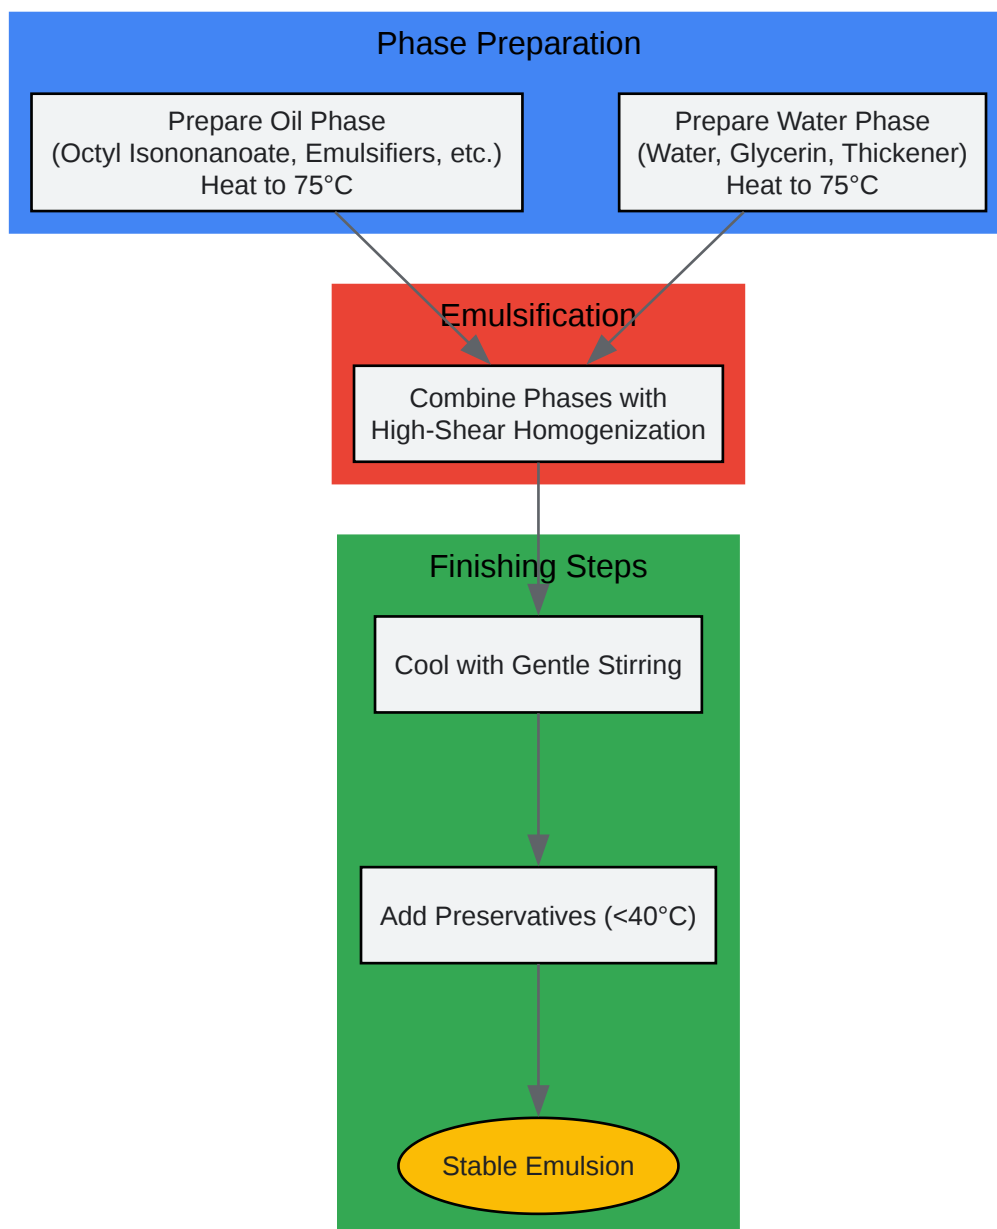 Phase Preparation
Prepare Oil Phase
(Octyl Isononanoate, Emulsifiers, etc.)
Heat to 75°C
Prepare Water Phase
(Water, Glycerin, Thickener)
Heat to 75°C
Emulsification
Combine Phases with
High-Shear Homogenization
Finishing Steps
Cool with Gentle Stirring
Add Preservatives (<40°C)
Stable Emulsion